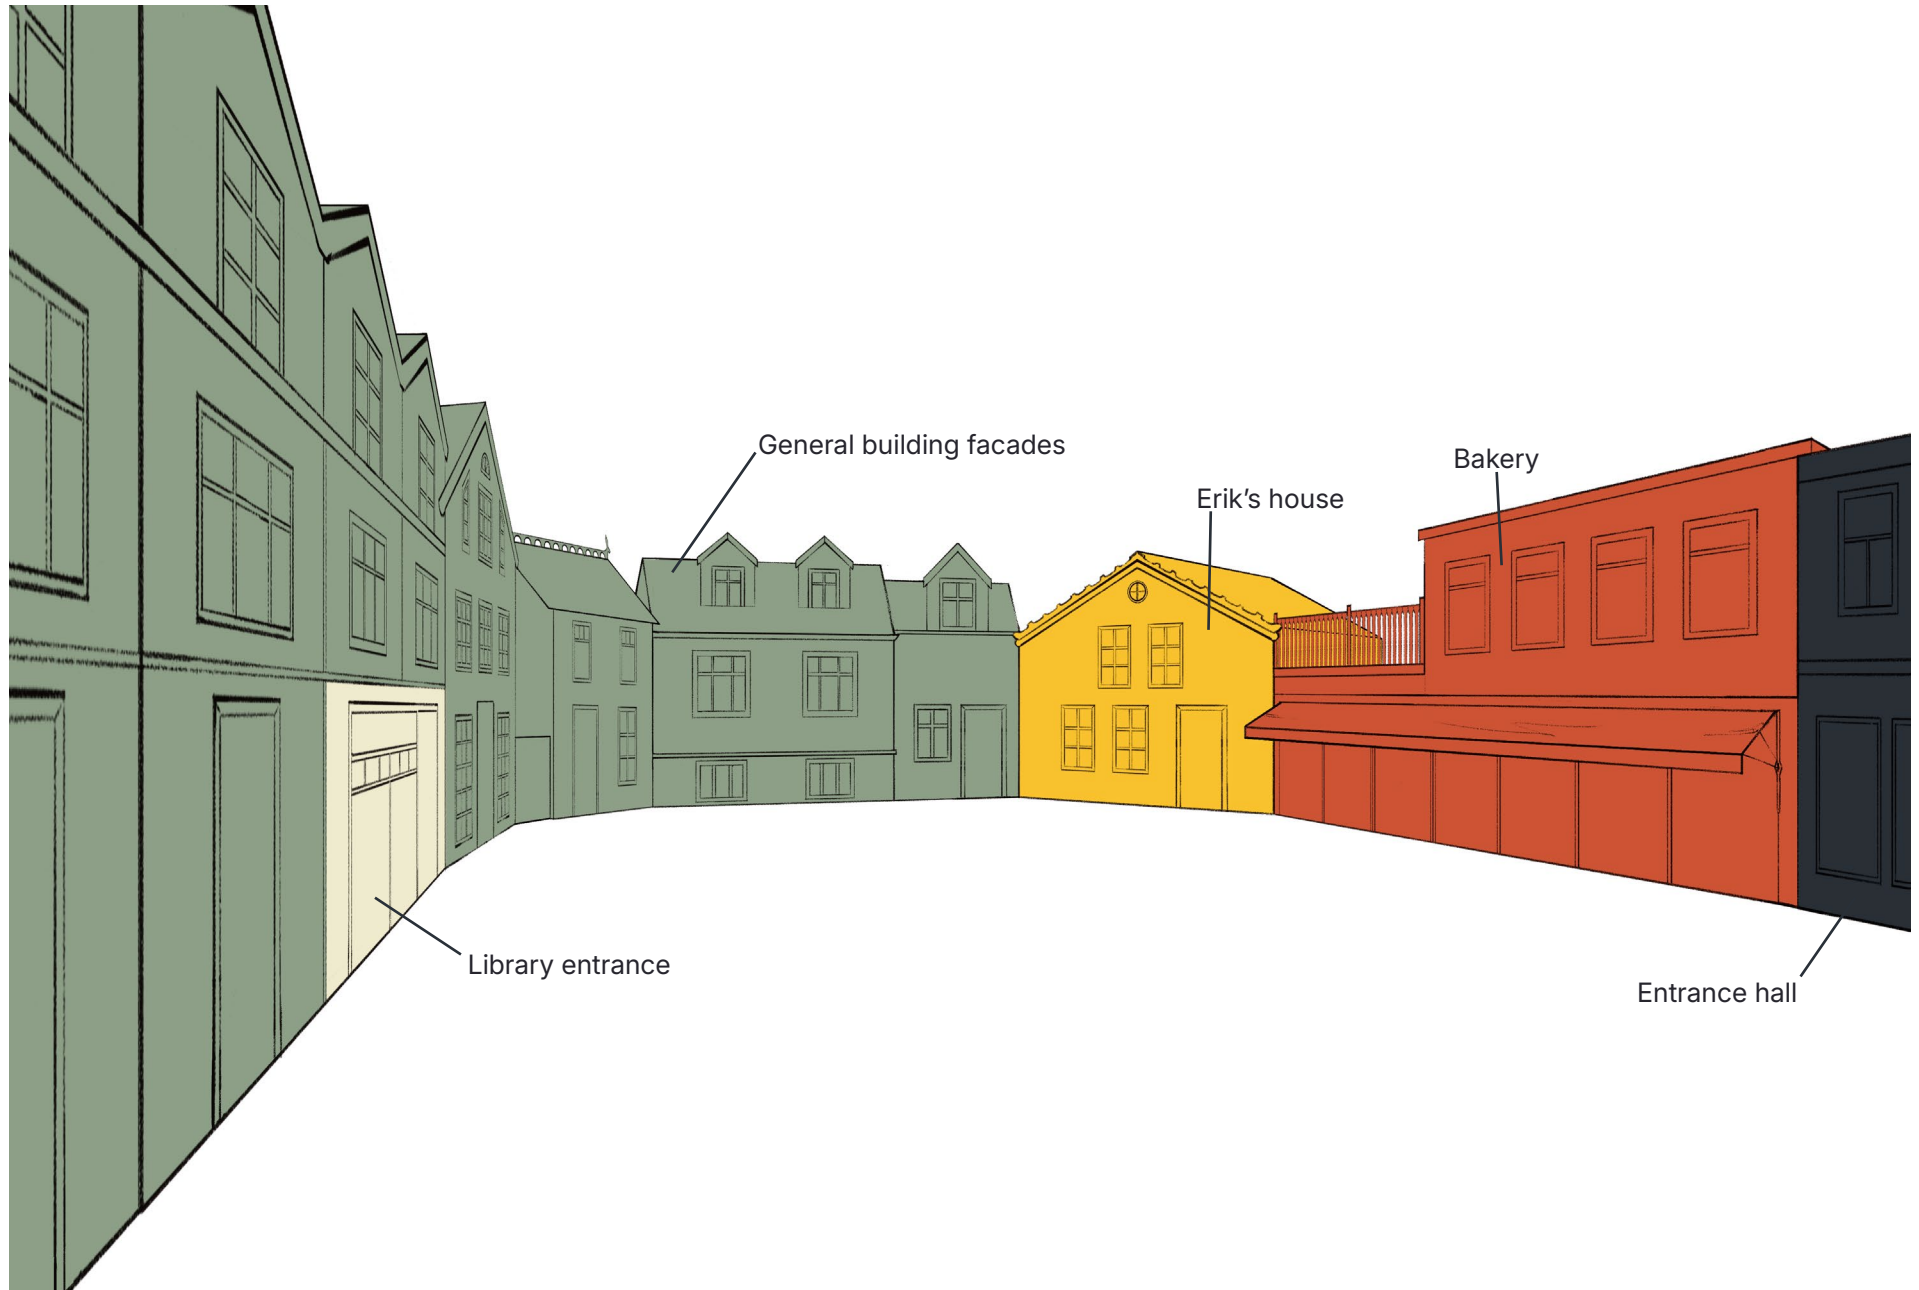 General building facades
Bakery
Erik’s house
Library entrance
Entrance hall